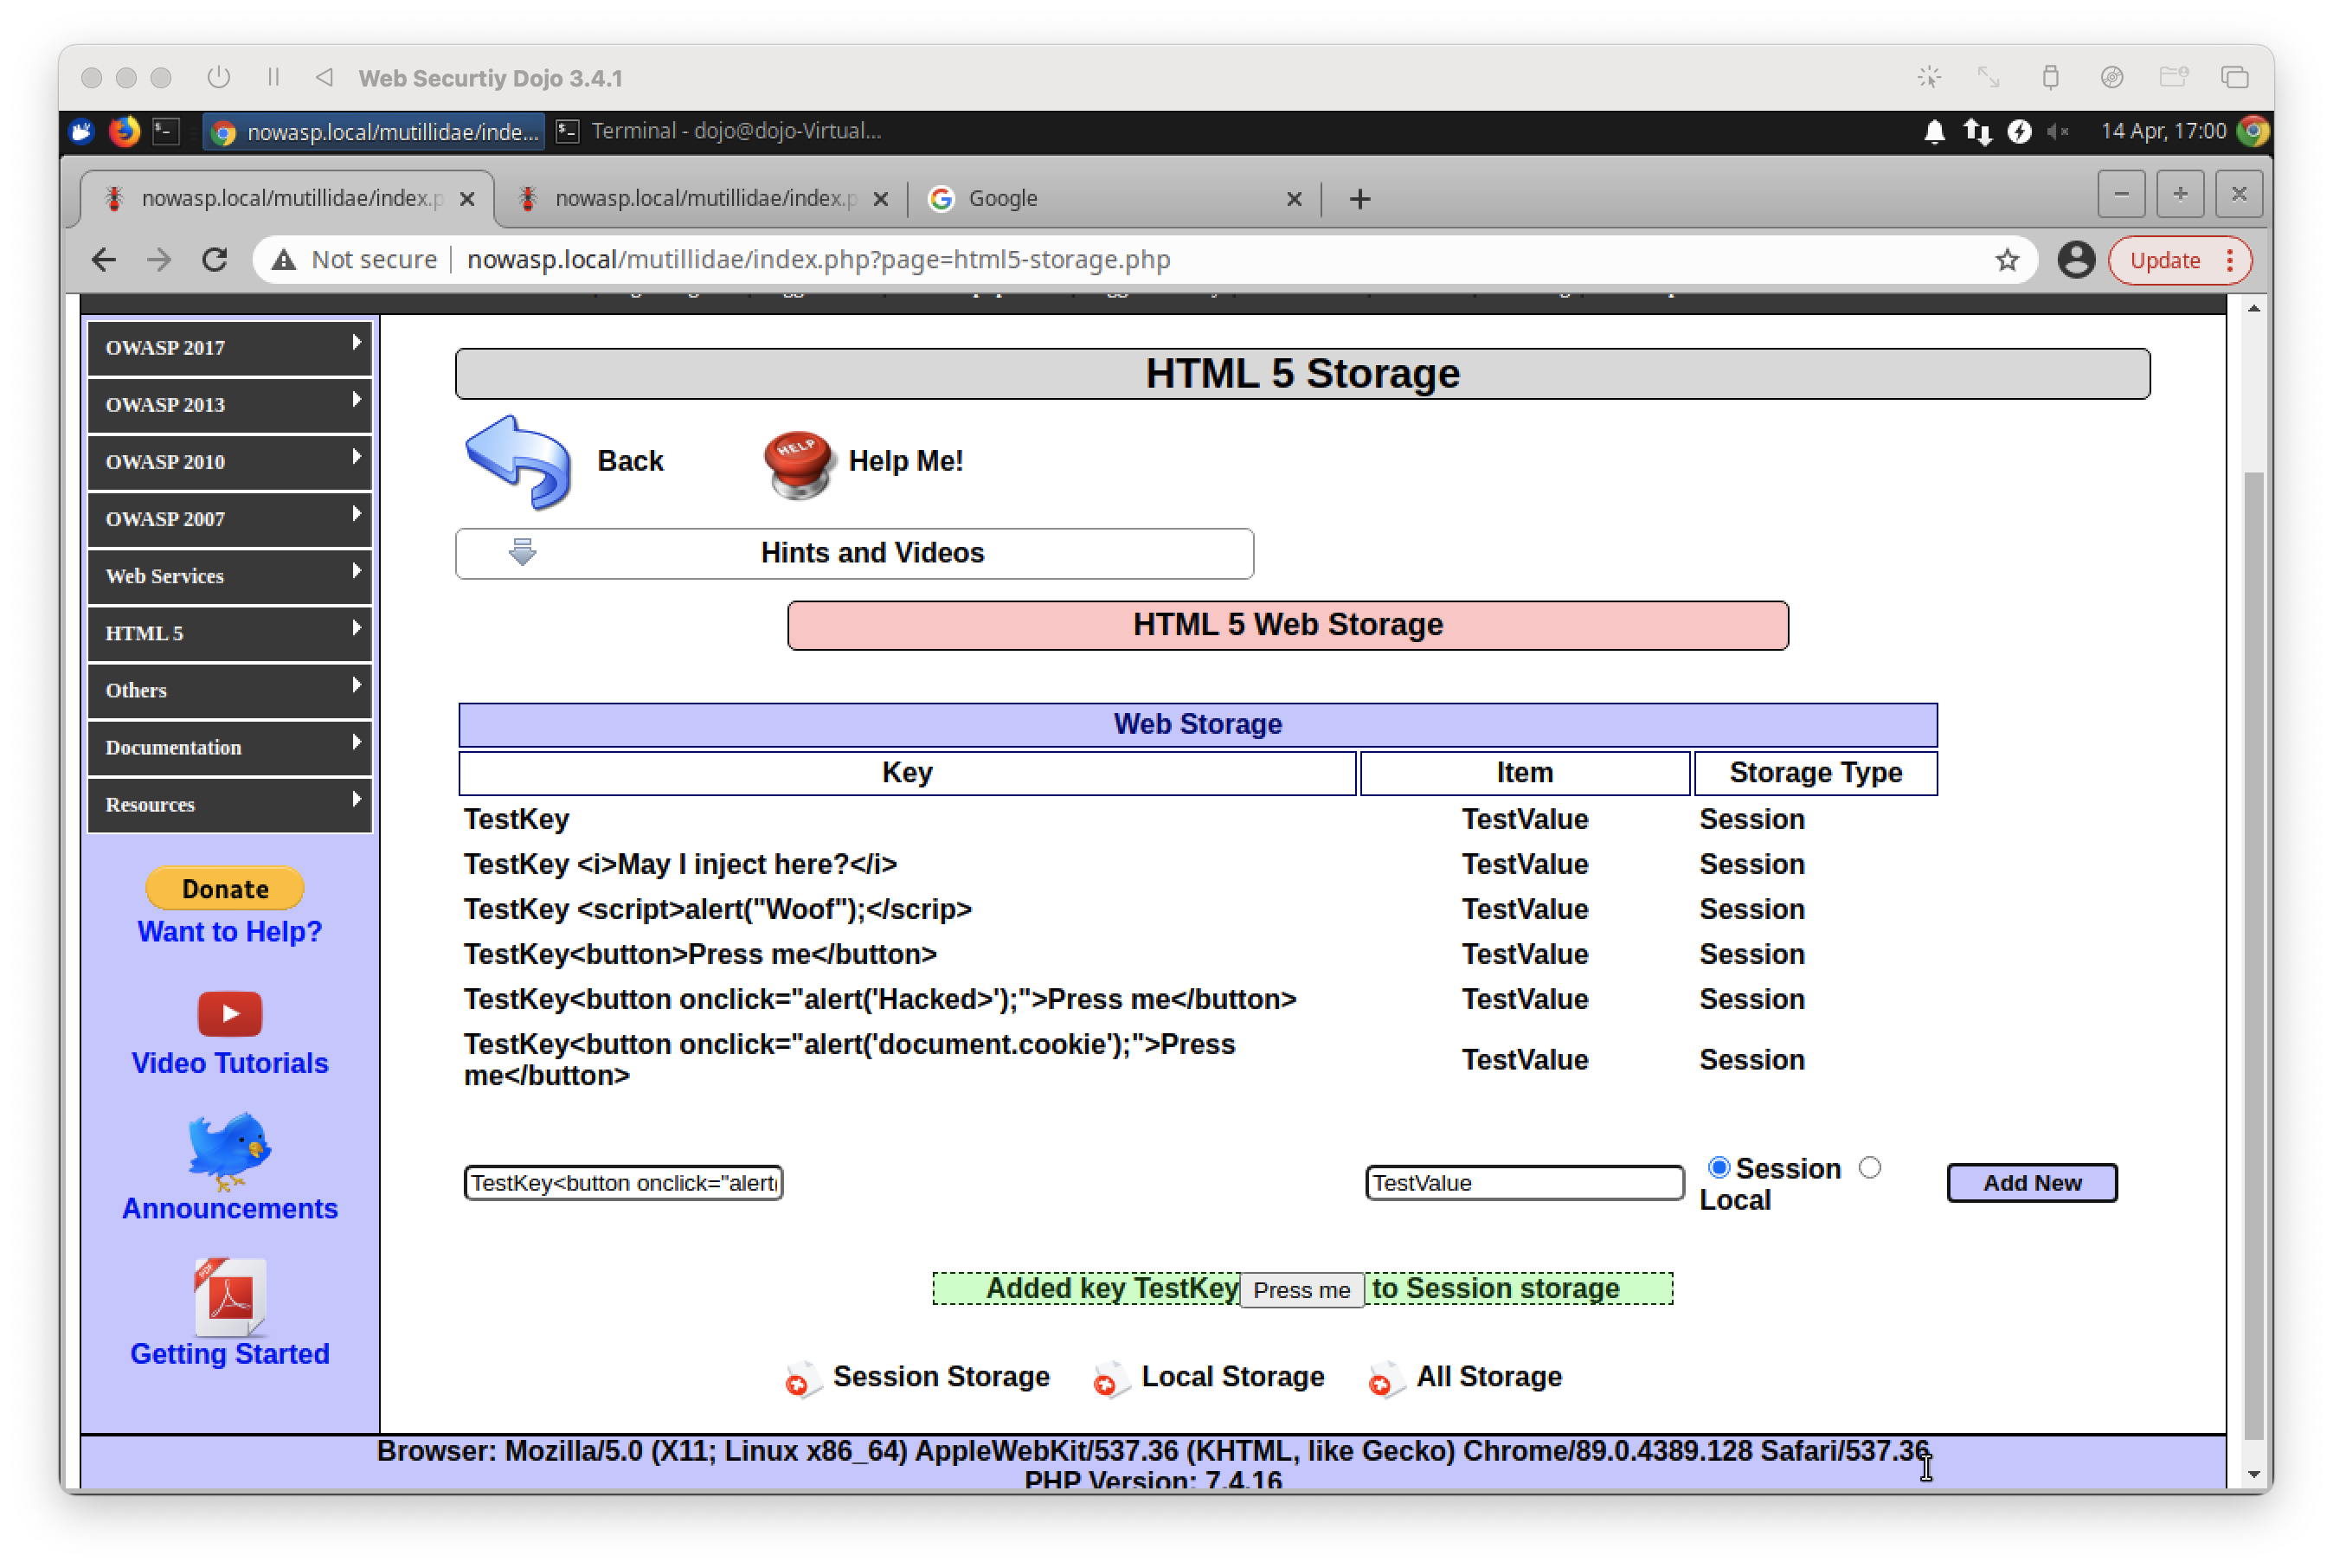 Web Securtiy Dojo 3.4.1
nowasp.local/mutillidae/inde...
Terminal - dojo@dojo-Virtual...
14 Apr, 17:00
nowasp.local/mutillidae/index.p
nowasp.local/mutillidae/index.p
Google
Not secure
nowasp.local/mutillidae/index.php?page=html5-storage.php
Update
OWASP 2017
OWASP 2013
OWASP 2010
OWASP 2007
Web Services
HTML 5
Others
Documentation
Resources
Donate
Want to Help?
Video Tutorials
Announcements
PDF
Getting Started
HTML 5 Storage
Back
HELP
Help Me!
Hints and Videos
HTML 5 Web Storage
Web Storage
Key Item Storage Type
TestKey TestValue Session
TestKey <i>May I inject here?</i> TestValue Session
TestKey <script>alert("Woof");</scrip> TestValue Session
TestKey<button>Press me</button> TestValue Session
TestKey<button onclick="alert('Hacked>');">Press me</button> TestValue Session
TestKey<button onclick="alert('document.cookie');">Press
me</button> TestValue Session
TestKey<button onclick="alert( TestValue Session
Local
Add New
Added key TestKey Press me to Session storage
Session Storage Local Storage All Storage
Browser: Mozilla/5.0 (X11; Linux x86_64) AppleWebKit/537.36 (KHTML, like Gecko) Chrome/89.0.4389.128 Safari/537.36
PHP Version: 7.4.16